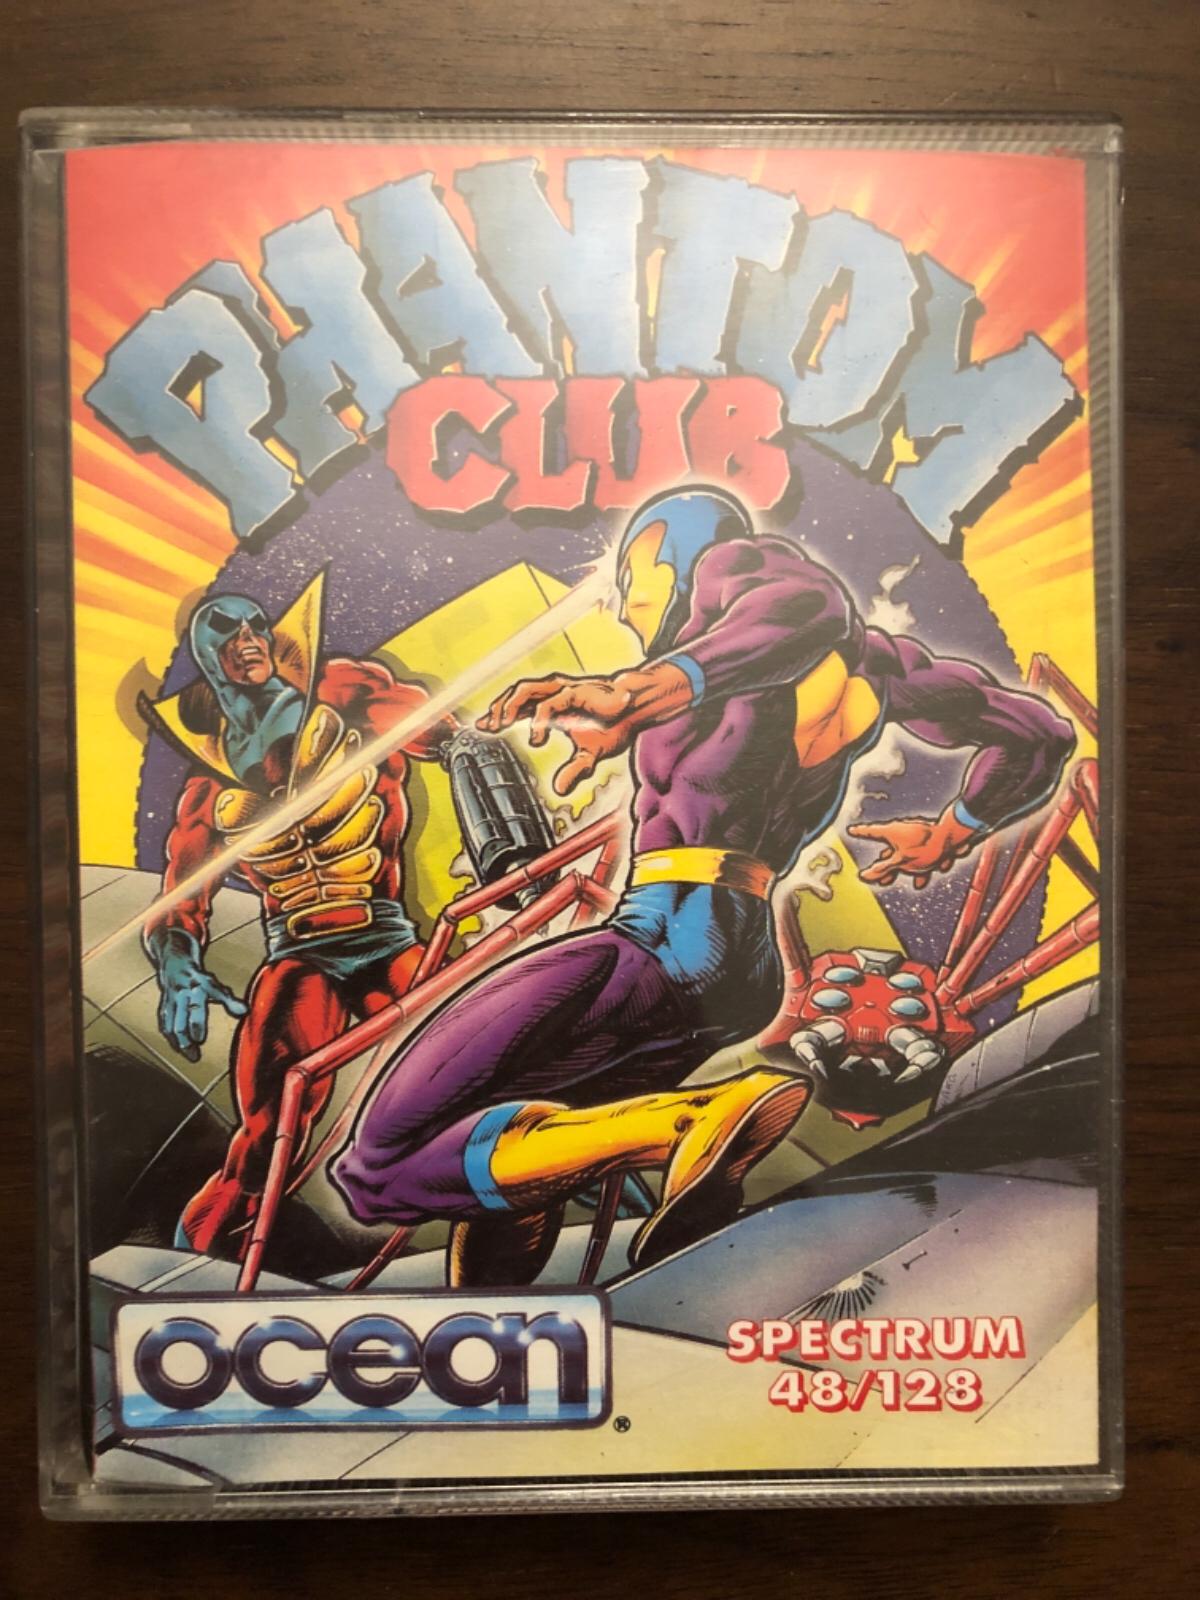 PHANTOM
CLUB
ocean
®
SPECTRUM
48/128